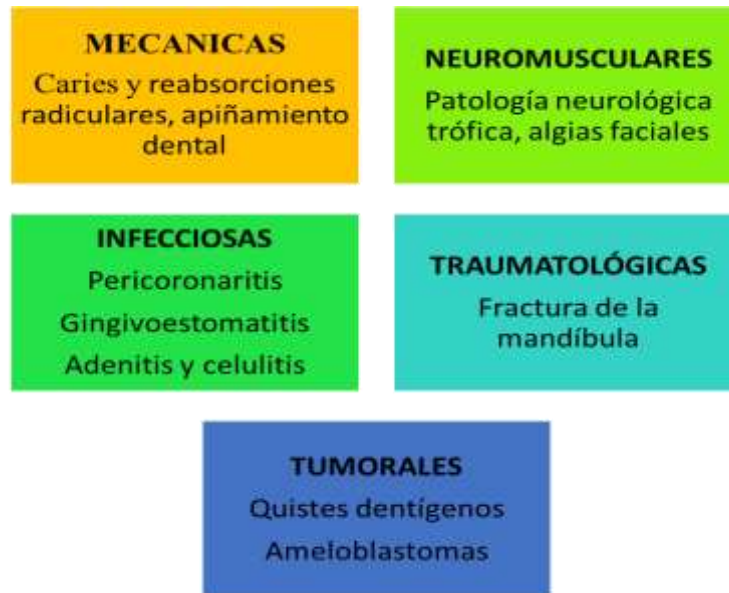 MECANICAS
Caries y reabsorciones
radiculares, apiñamiento
dental
NEUROMUSCULARES
Patología neurológica
trófica, algias faciales
INFECCIOSAS
Pericoronaritis
Gingivoestomatitis
Adenitis y celulitis
TRAUMATOLÓGICAS
Fractura de la
mandíbula
TUMORALES
Quistes dentígenos
Ameloblastomas